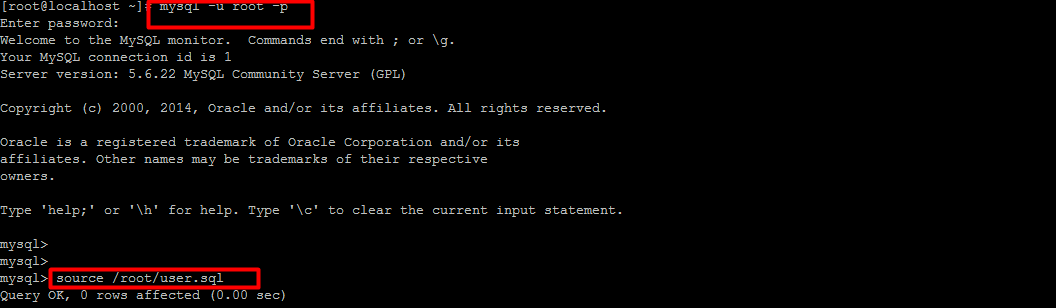 [root@localhost ~]# mysql -u root -p
Enter password:
Welcome to the MySQL monitor.  Commands end with ; or \g.
Your MySQL connection id is 1
Server version: 5.6.22 MySQL Community Server (GPL)
Copyright (c) 2000, 2014, Oracle and/or its affiliates. All rights reserved.
Oracle is a registered trademark of Oracle Corporation and/or its
affiliates. Other names may be trademarks of their respective
owners.
Type 'help;' or '\h' for help. Type '\c' to clear the current input statement.
mysql>
mysql>
mysql> source /root/user.sql
Query OK, 0 rows affected (0.00 sec)